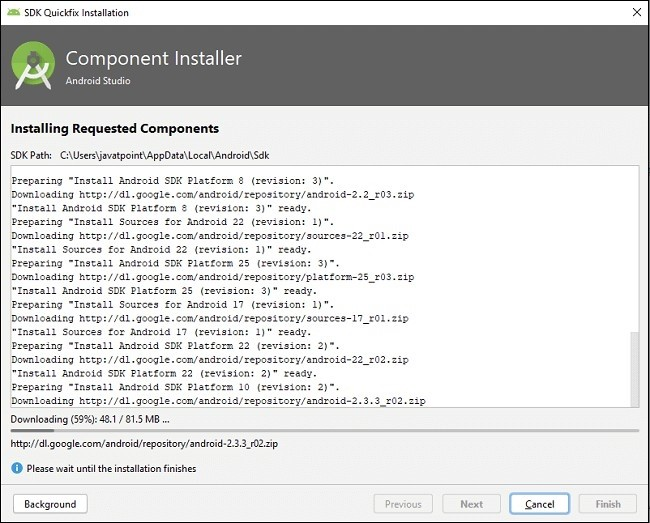 SDK Quickfix Installation
Component Installer
Android Studio
Installing Requested Components
SDK Path: C:\Users\javatpoint\AppData\Local\Android\Sdk
Preparing "Install Android SDK Platform 8 (revision: 3)".
Downloading http://dl.google.com/android/repository/android-2.2_r03.zip
"Install Android SDK Platform 8 (revision: 3)" ready.
Preparing "Install Sources for Android 22 (revision: 1)".
Downloading http://dl.google.com/android/repository/sources-22_r01.zip
"Install Sources for Android 22 (revision: 1)" ready.
Preparing "Install Android SDK Platform 25 (revision: 3)".
Downloading http://dl.google.com/android/repository/platform-25_r03.zip
"Install Android SDK Platform 25 (revision: 3)" ready.
Preparing "Install Sources for Android 17 (revision: 1)".
Downloading http://dl.google.com/android/repository/sources-17_r01.zip
"Install Sources for Android 17 (revision: 1)" ready.
Preparing "Install Android SDK Platform 22 (revision: 2)".
Downloading http://dl.google.com/android/repository/android-22_r02.zip
"Install Android SDK Platform 22 (revision: 2)" ready.
Preparing "Install Android SDK Platform 10 (revision: 2)".
Downloading http://dl.google.com/android/repository/android-2.3.3_r02.zip
Downloading (59%): 48.1 / 81.5 MB ...
http://dl.google.com/android/repository/android-2.3.3_r02.zip
Please wait until the installation finishes
Background
Previous
Next
Cancel
Finish